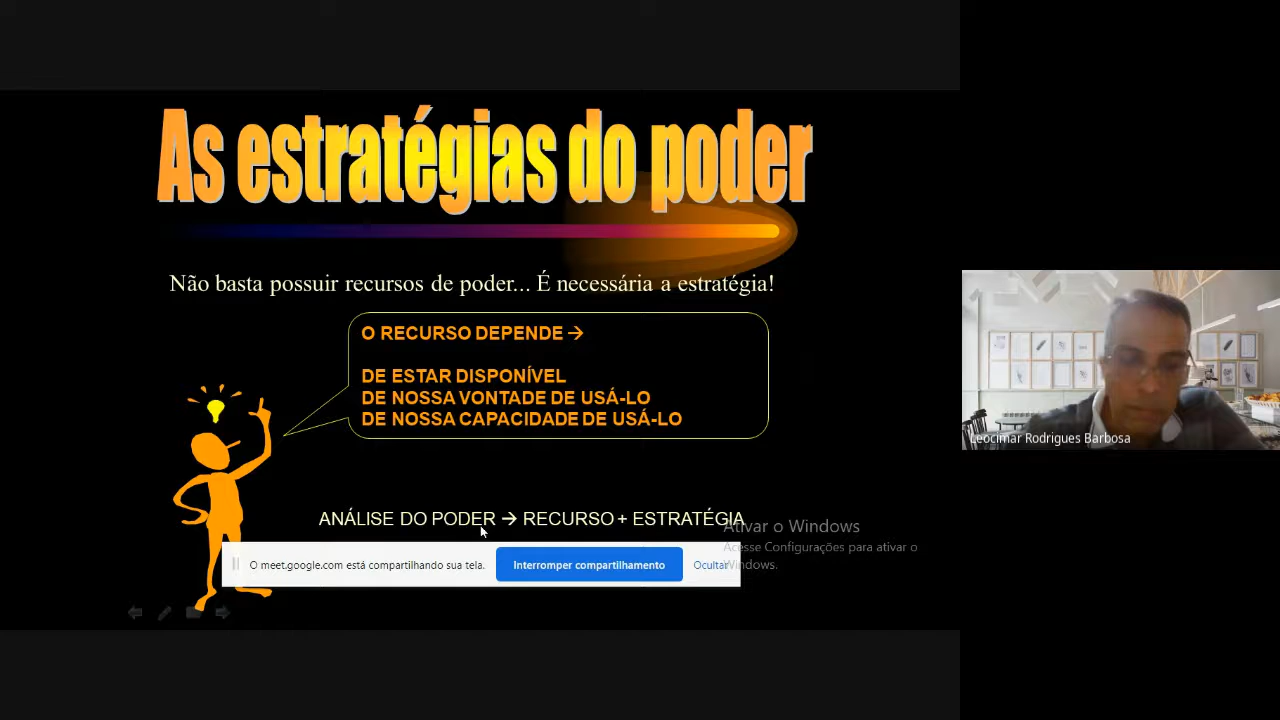 As estratégias do poder
Não basta possuir recursos de poder... É necessária a estratégia!
O RECURSO DEPENDE →
DE ESTAR DISPONÍVEL
DE NOSSA VONTADE DE USÁ-LO
DE NOSSA CAPACIDADE DE USÁ-LO
ANÁLISE DO PODER → RECURSO + ESTRATÉGIA
Ativar o Windows
Acesse Configurações para ativar o
Windows.
O meet.google.com está compartilhando sua tela.
Interromper compartilhamento
Ocultar
Leocimar Rodrigues Barbosa